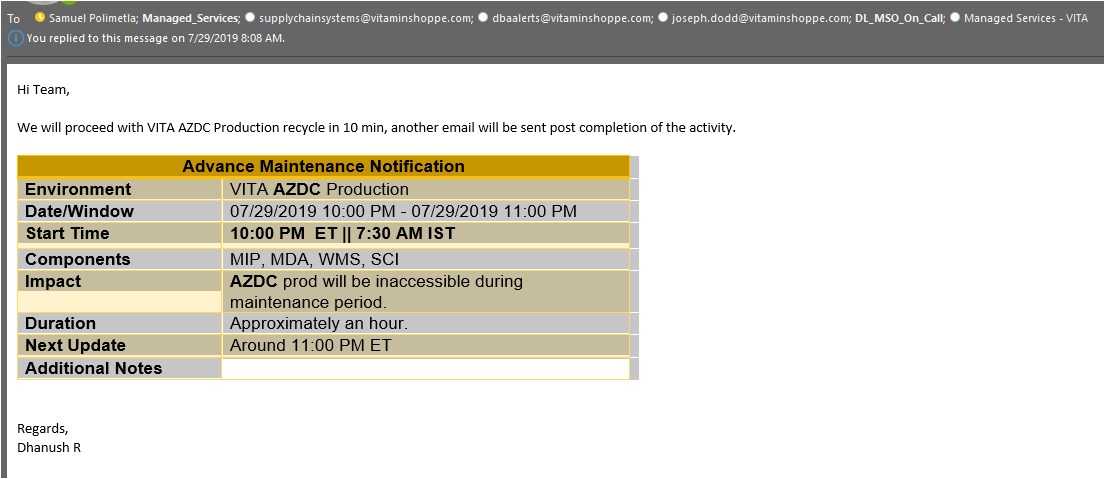 To Samuel Polimetla; Managed_Services; supplychainsystems@vitaminshoppe.com; dbaalerts@vitaminshoppe.com; joseph.dodd@vitaminshoppe.com; DL_MSO_On_Call; Managed Services - VITA
You replied to this message on 7/29/2019 8:08 AM.
Hi Team,
We will proceed with VITA AZDC Production recycle in 10 min, another email will be sent post completion of the activity.
Advance Maintenance Notification
Environment VITA AZDC Production
Date/Window 07/29/2019 10:00 PM - 07/29/2019 11:00 PM
Start Time 10:00 PM ET || 7:30 AM IST
Components MIP, MDA, WMS, SCI
Impact AZDC prod will be inaccessible during
maintenance period.
Duration Approximately an hour.
Next Update Around 11:00 PM ET
Additional Notes
Regards,
Dhanush R